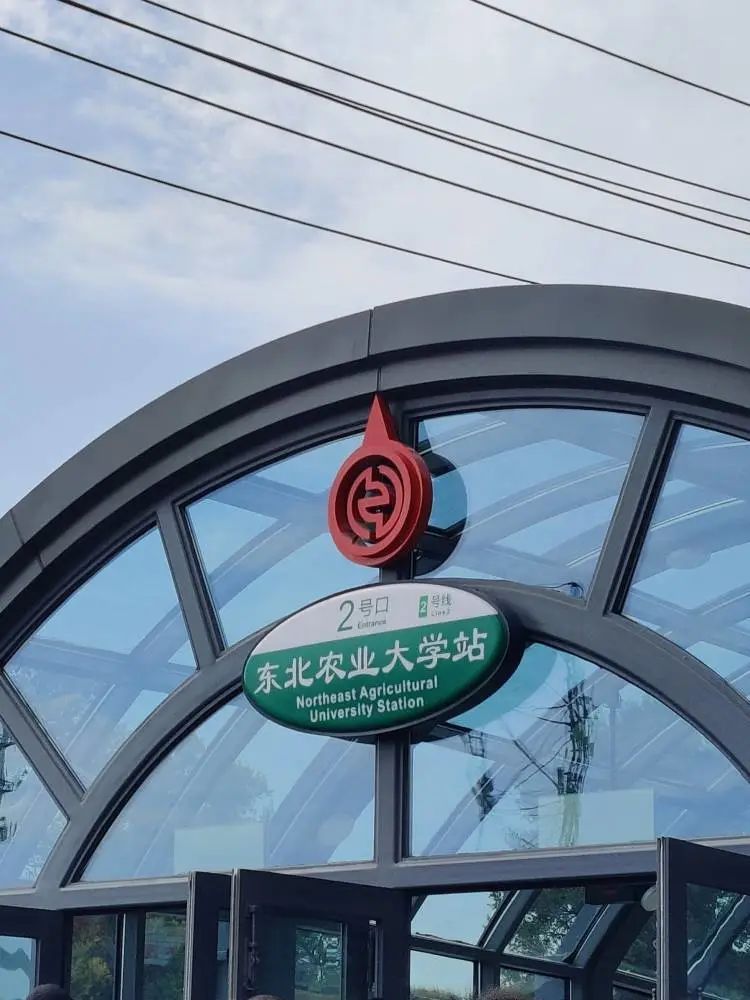 2号口 2号线
Entrance Line 2
东北农业大学站
Northeast Agricultural
University Station